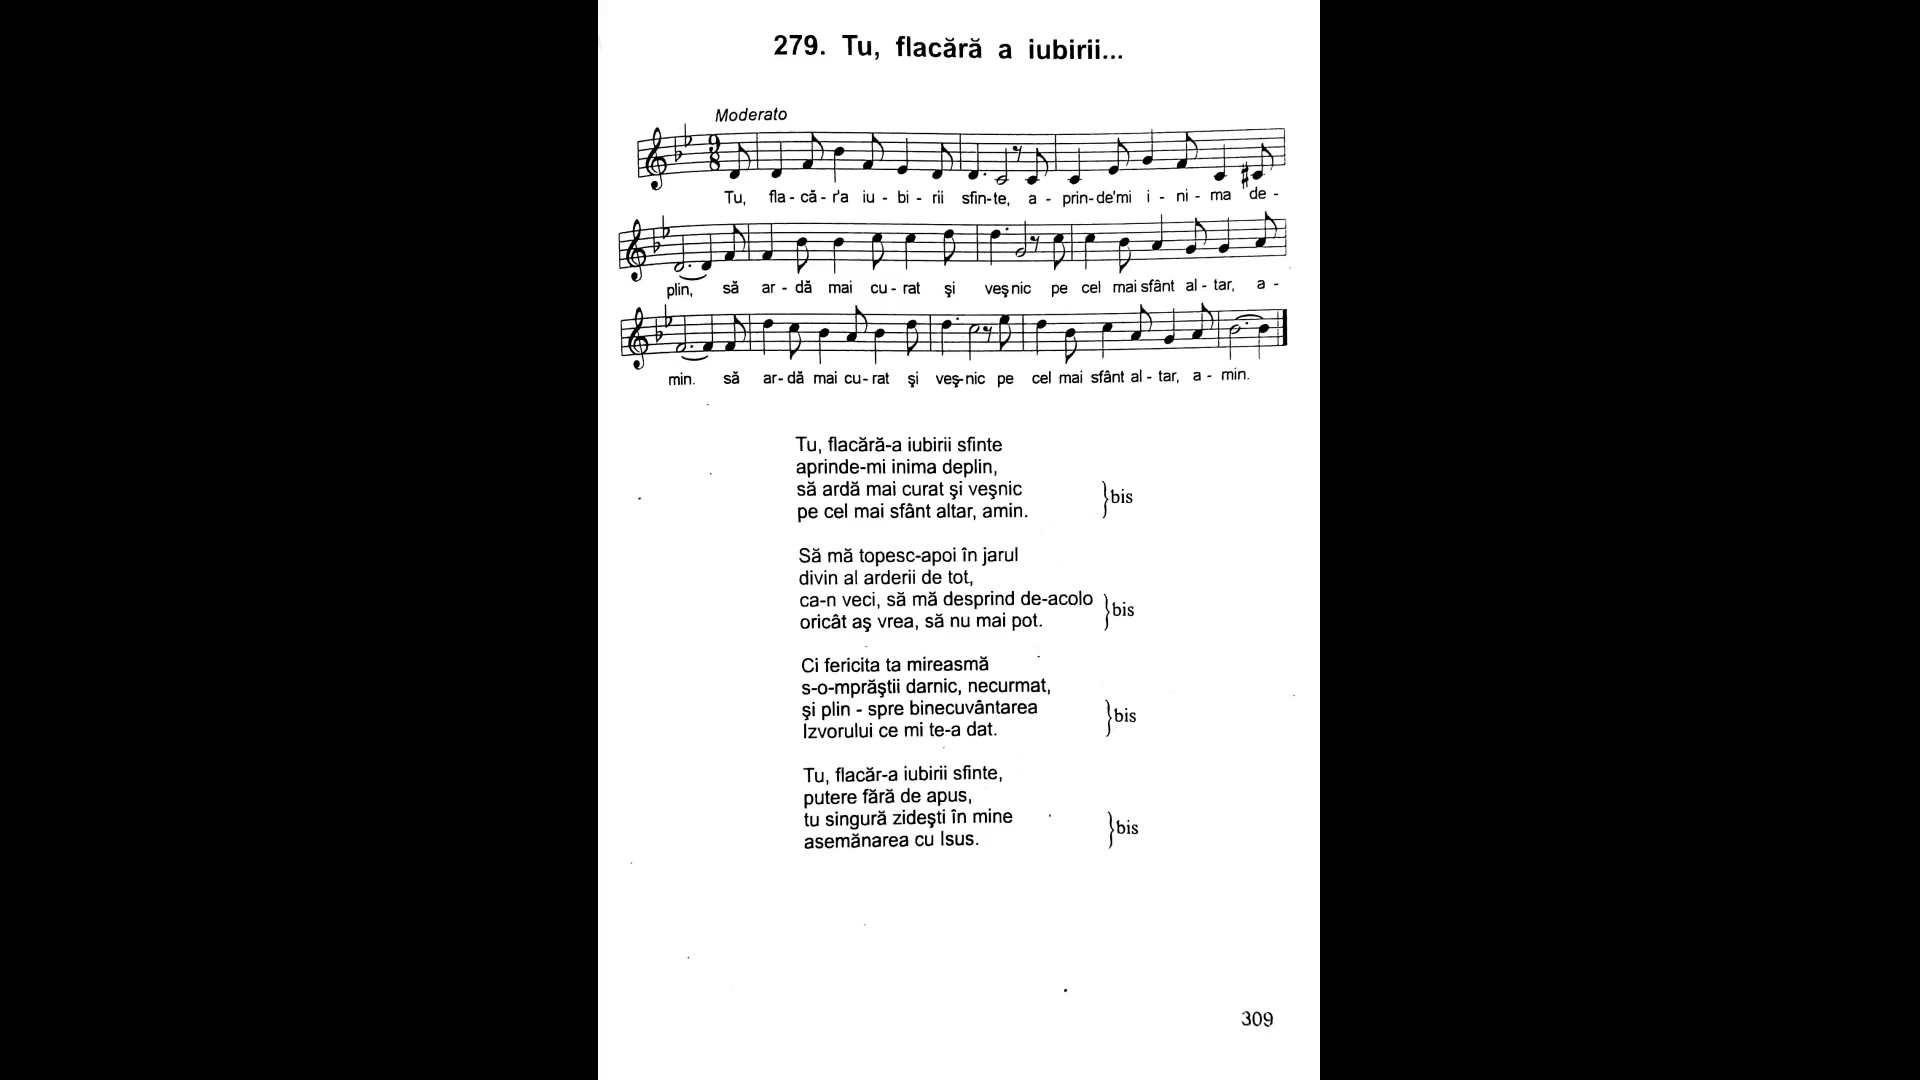 279. Tu, flacără a iubirii...
Moderato
9
8
Tu, fla - că - r'a iu - bi - rii sfin-te, a - prin-de'mi i - ni - ma de -
plin, să ar - dă mai cu - rat şi veşnic pe cel mai sfânt al - tar, a -
min. să ar - dă mai cu - rat şi veş-nic pe cel mai sfânt al - tar, a - min.
Tu, flacără-a iubirii sfinte
aprinde-mi inima deplin,
să ardă mai curat şi veşnic
pe cel mai sfânt altar, amin.
}bis
Să mă topesc-apoi în jarul
divin al arderii de tot,
ca-n veci, să mă desprind de-acolo
oricât aş vrea, să nu mai pot.
}bis
Ci fericita ta mireasmă
s-o-mprăştii darnic, necurmat,
şi plin - spre binecuvântarea
Izvorului ce mi te-a dat.
}bis
Tu, flacăr-a iubirii sfinte,
putere fără de apus,
tu singură zideşti în mine
asemănarea cu Isus.
}bis
309